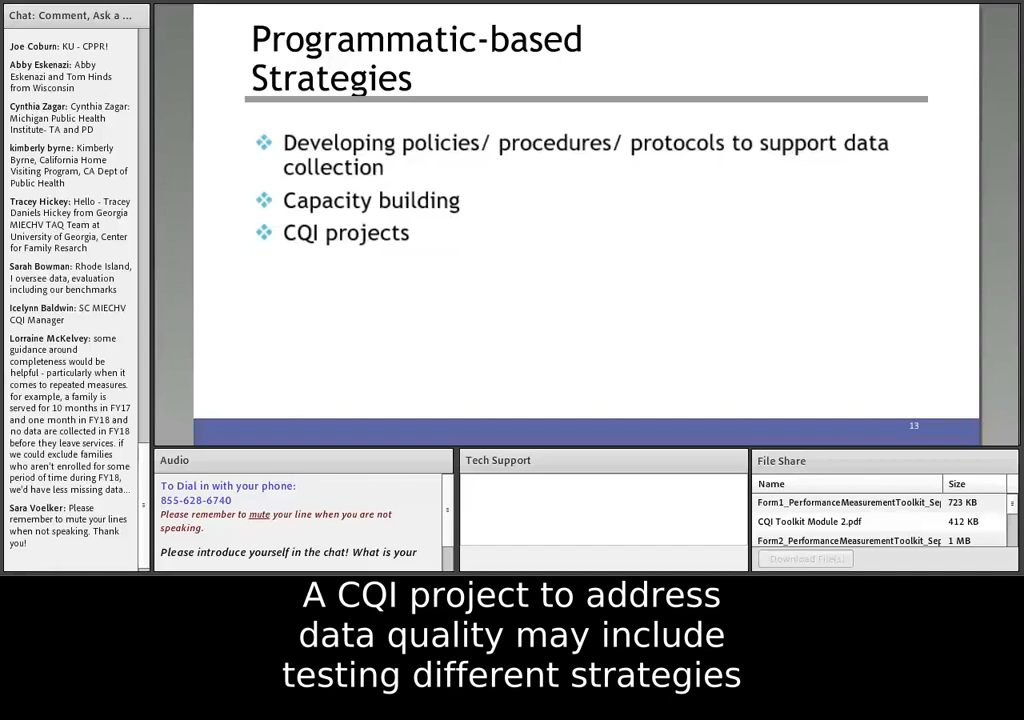 Chat: Comment, Ask a ...
Joe Coburn: KU - CPPR!
Abby Eskenazi: Abby
Eskenazi and Tom Hinds
from Wisconsin
Cynthia Zagar: Cynthia Zagar:
Michigan Public Health
Institute- TA and PD
kimberly byrne: Kimberly
Byrne, California Home
Visiting Program, CA Dept of
Public Health
Tracey Hickey: Hello - Tracey
Daniels Hickey from Georgia
MIECHV TAQ Team at
University of Georgia, Center
for Family Resarch
Sarah Bowman: Rhode Island,
I oversee data, evaluation
including our benchmarks
Icelynn Baldwin: SC MIECHV
CQI Manager
Lorraine McKelvey: some
guidance around
completeness would be
helpful - particularly when it
comes to repeated measures.
for example, a family is
served for 10 months in FY17
and one month in FY18 and
no data are collected in FY18
before they leave services. if
we could exclude families
who aren't enrolled for some
period of time during FY18,
we'd have less missing data...
Sara Voelker: Please
remember to mute your lines
when not speaking. Thank
you!
Programmatic-based
Strategies
Developing policies/ procedures/ protocols to support data
collection
Capacity building
CQI projects
13
Audio
To Dial in with your phone:
855-628-6740
Please remember to mute your line when you are not
speaking.
Please introduce yourself in the chat! What is your
Tech Support
File Share
Name Size
Form1_PerformanceMeasurementToolkit_Sep 723 KB
CQI Toolkit Module 2.pdf 412 KB
Form2_PerformanceMeasurementToolkit_Sep 1 MB
Download File(s)
A CQI project to address
data quality may include
testing different strategies